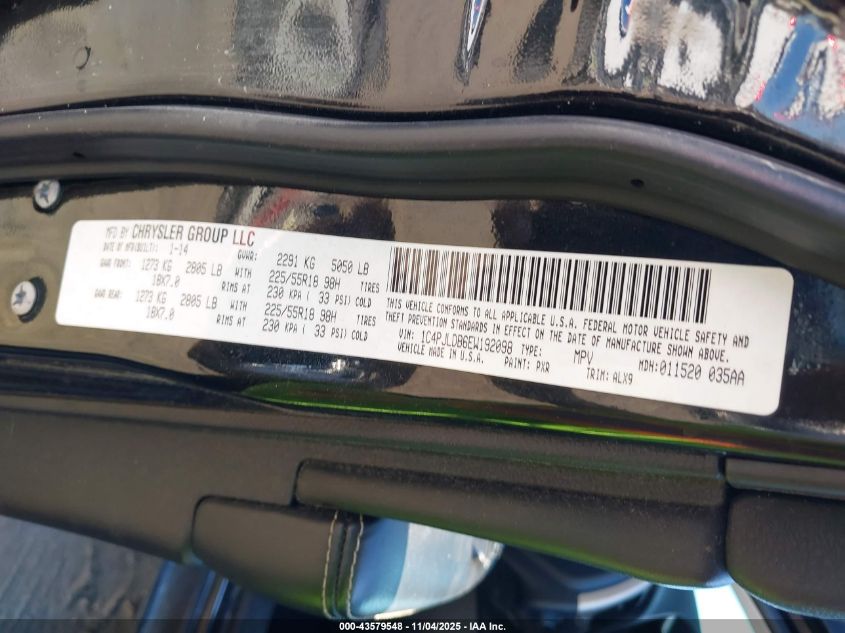 MFD BY CHRYSLER GROUP LLC
DATE OF MFR(BUILT): 1-14 GVWR: 2291 KG 5050 LB
GAWR FRONT: 1273 KG 2805 LB WITH 225/55R18 98H TIRES
18X7.0 RIMS AT 230 KPA ( 33 PSI) COLD
GAWR REAR: 1273 KG 2805 LB WITH 225/55R18 98H TIRES
18X7.0 RIMS AT 230 KPA ( 33 PSI) COLD
THIS VEHICLE CONFORMS TO ALL APPLICABLE U.S.A. FEDERAL MOTOR VEHICLE SAFETY AND
THEFT PREVENTION STANDARDS IN EFFECT ON THE DATE OF MANUFACTURE SHOWN ABOVE.
VIN: 1C4PJLDB6EW192098 TYPE: MPV
VEHICLE MADE IN U.S.A. PAINT: PXR MDH: 011520 035AA
TRIM: ALX9
000-43579548 - 11/04/2025 - IAA Inc.